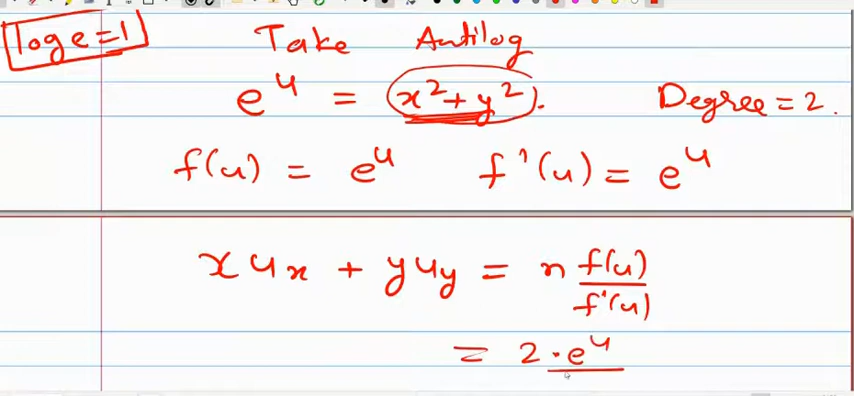 log e = 1
Take Antilog
e^u = x² + y². Degree = 2.
f(u) = e^u f'(u) = e^u
x u_x + y u_y = n f(u)/f'(u)
= 2 · e^u